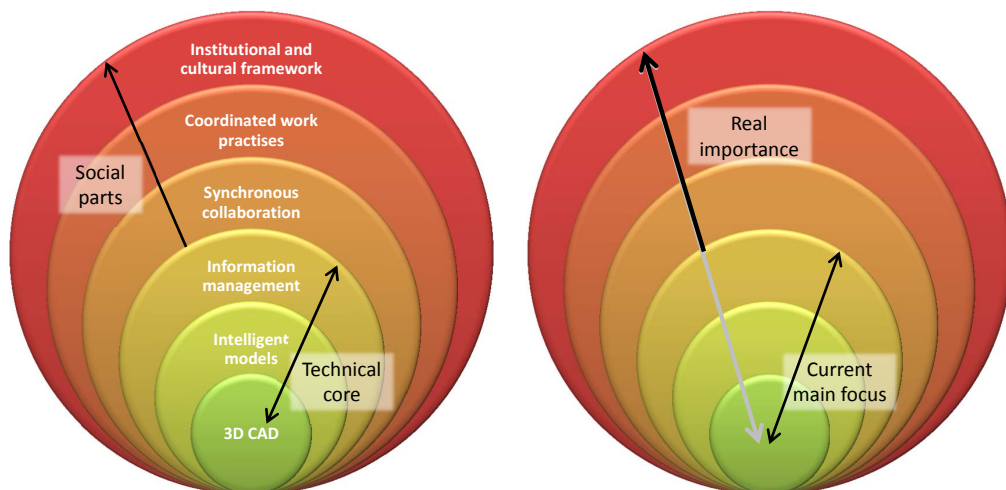 Institutional and
cultural framework
Coordinated work
practises
Social
parts
Synchronous
collaboration
Information
management
Intelligent
models
Technical
core
3D CAD
Real
importance
Current
main focus